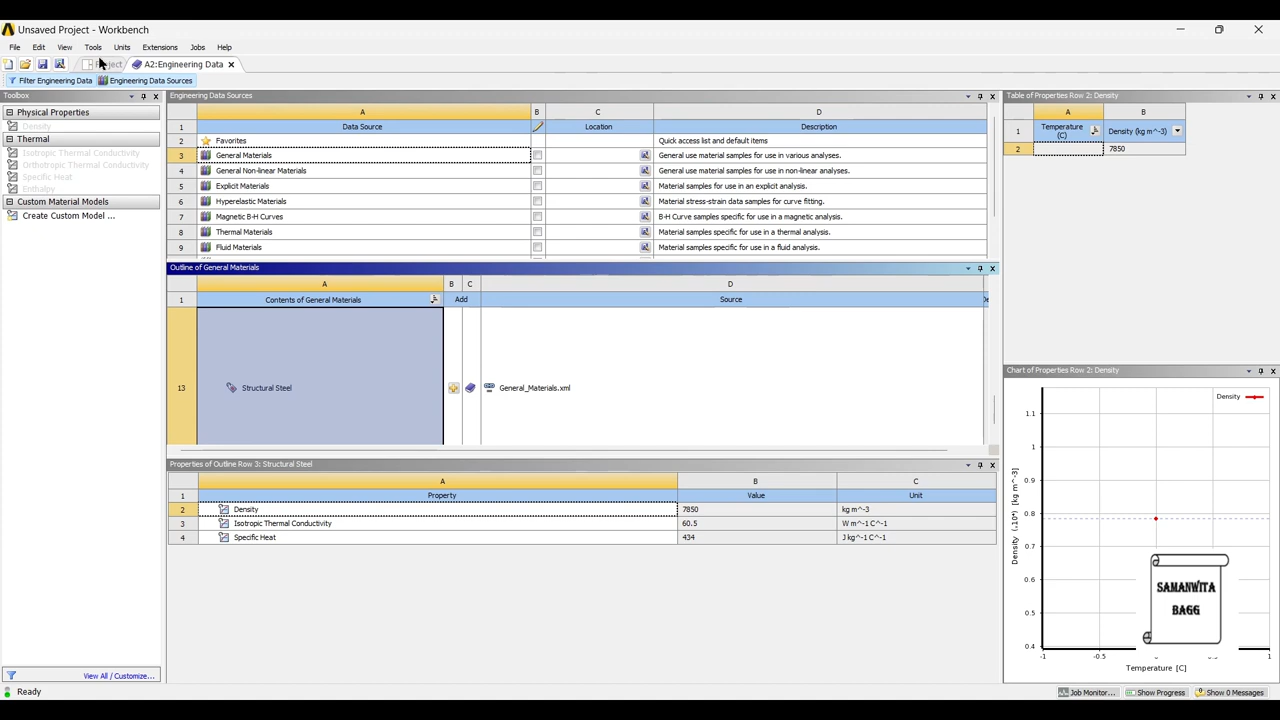 Unsaved Project - Workbench
File Edit View Tools Units Extensions Jobs Help
A2:Engineering Data
Filter Engineering Data Engineering Data Sources
Toolbox
Physical Properties
Density
Thermal
Isotropic Thermal Conductivity
Orthotropic Thermal Conductivity
Specific Heat
Enthalpy
Custom Material Models
Create Custom Model ...
View All / Customize...
Engineering Data Sources
A B C D
1 Data Source Location Description
2 Favorites Quick access list and default items
3 General Materials General use material samples for use in various analyses.
4 General Non-linear Materials General use material samples for use in non-linear analyses.
5 Explicit Materials Material samples for use in an explicit analysis.
6 Hyperelastic Materials Material stress-strain data samples for curve fitting.
7 Magnetic B-H Curves B-H Curve samples specific for use in a magnetic analysis.
8 Thermal Materials Material samples specific for use in a thermal analysis.
9 Fluid Materials Material samples specific for use in a fluid analysis.
Outline of General Materials
A B C D
1 Contents of General Materials Add Source
13 Structural Steel General_Materials.xml
Properties of Outline Row 3: Structural Steel
A B C
1 Property Value Unit
2 Density 7850 kg m^-3
3 Isotropic Thermal Conductivity 60.5 W m^-1 C^-1
4 Specific Heat 434 J kg^-1 C^-1
Table of Properties Row 2: Density
A B
1 Temperature (C) Density (kg m^-3)
2 7850
Chart of Properties Row 2: Density
Density
1.1
1
0.9
0.8
0.7
0.6
0.5
0.4
Density (.10⁴) [kg m^-3]
-1 -0.5 1
Temperature [C]
SAMANWITA
BAGG
Ready
Job Monitor... Show Progress Show 0 Messages